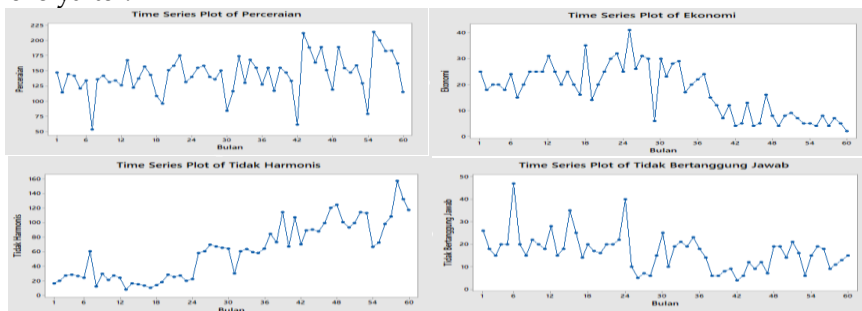 Time Series Plot of Perceraian
Perceraian
225
200
175
150
125
100
75
50
1 6 12 18 24 30 36 42 48 54 60
Bulan
Time Series Plot of Ekonomi
Ekonomi
40
30
20
10
0
1 6 12 18 24 30 36 42 48 54 60
Bulan
Time Series Plot of Tidak Harmonis
Tidak Harmonis
160
140
120
100
80
60
40
20
0
1 6 12 18 24 30 36 42 48 54 60
Bulan
Time Series Plot of Tidak Bertanggung Jawab
Tidak Bertanggung Jawab
50
40
30
20
10
0
1 6 12 18 24 30 36 42 48 54 60
Bulan